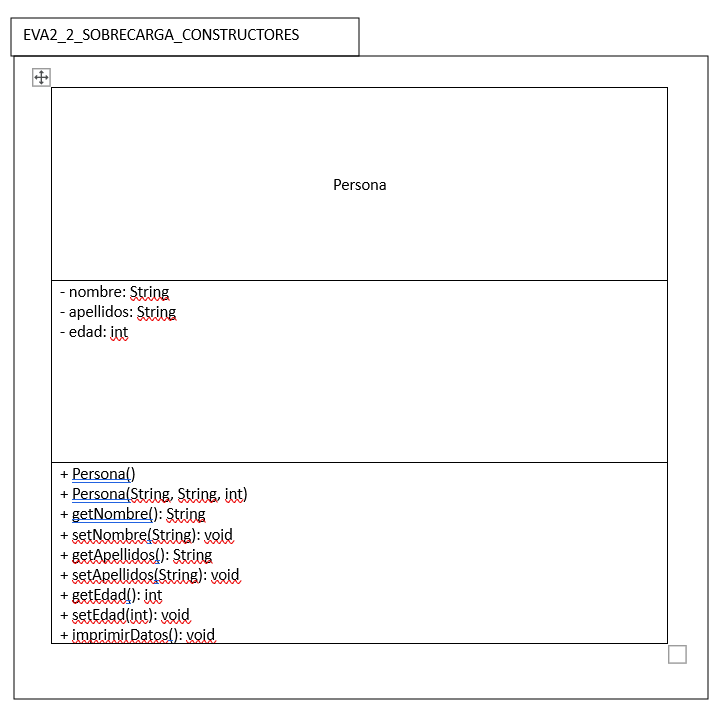 EVA2_2_SOBRECARGA_CONSTRUCTORES
Persona
- nombre: String
- apellidos: String
- edad: int
+ Persona()
+ Persona(String, String, int)
+ getNombre(): String
+ setNombre(String): void
+ getApellidos(): String
+ setApellidos(String): void
+ getEdad(): int
+ setEdad(int): void
+ imprimirDatos(): void